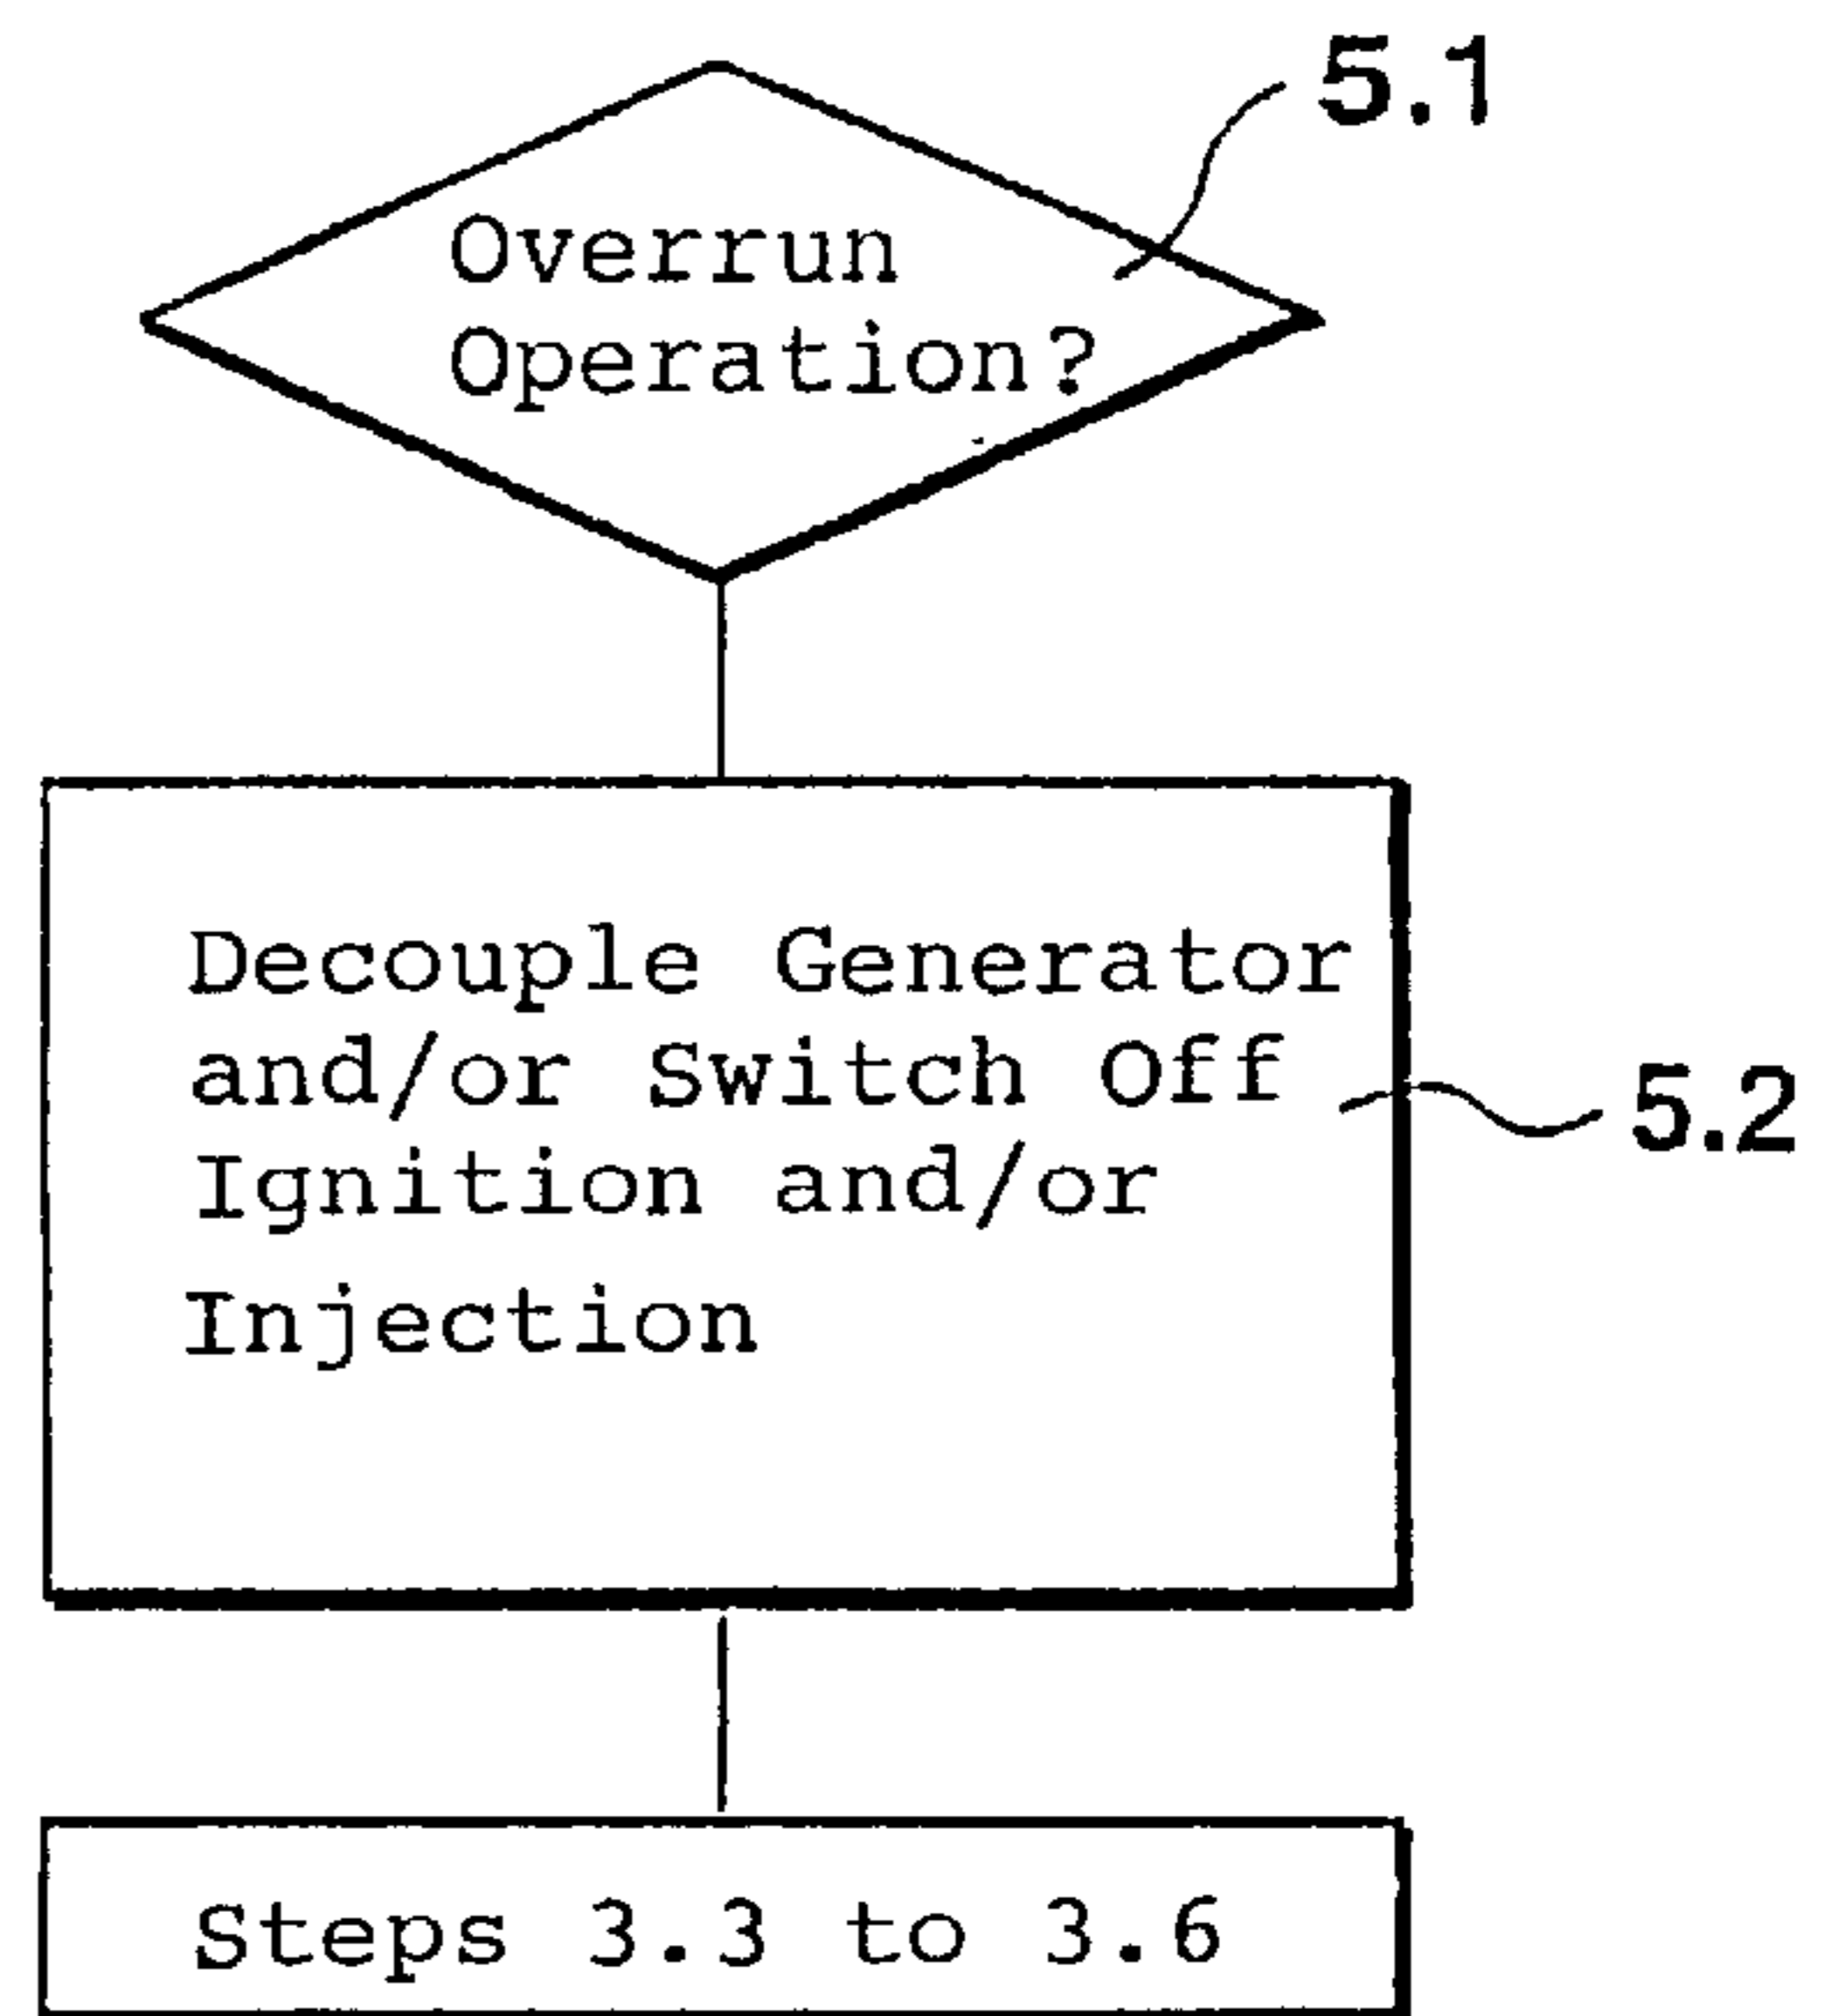 5.1
Overrun
Operation?
Decouple Generator
and/or Switch Off
Ignition and/or
Injection
5.2
Steps 3.3 to 3.6